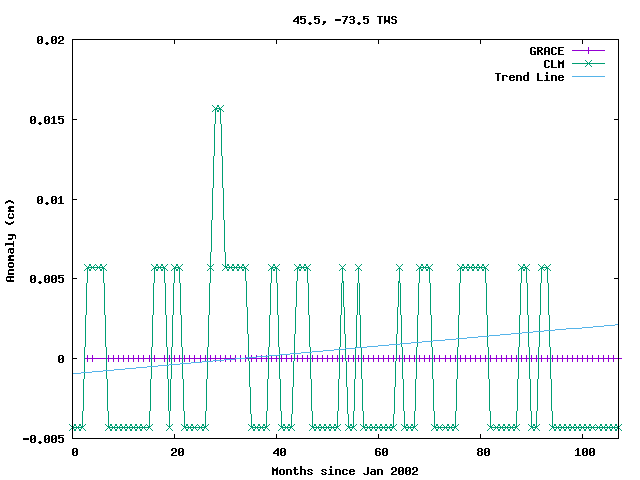 45.5, -73.5 TWS
GRACE
CLM
Trend Line
0.02
0.015
0.01
0.005
0
-0.005
Anomaly (cm)
0 20 40 60 80 100
Months since Jan 2002